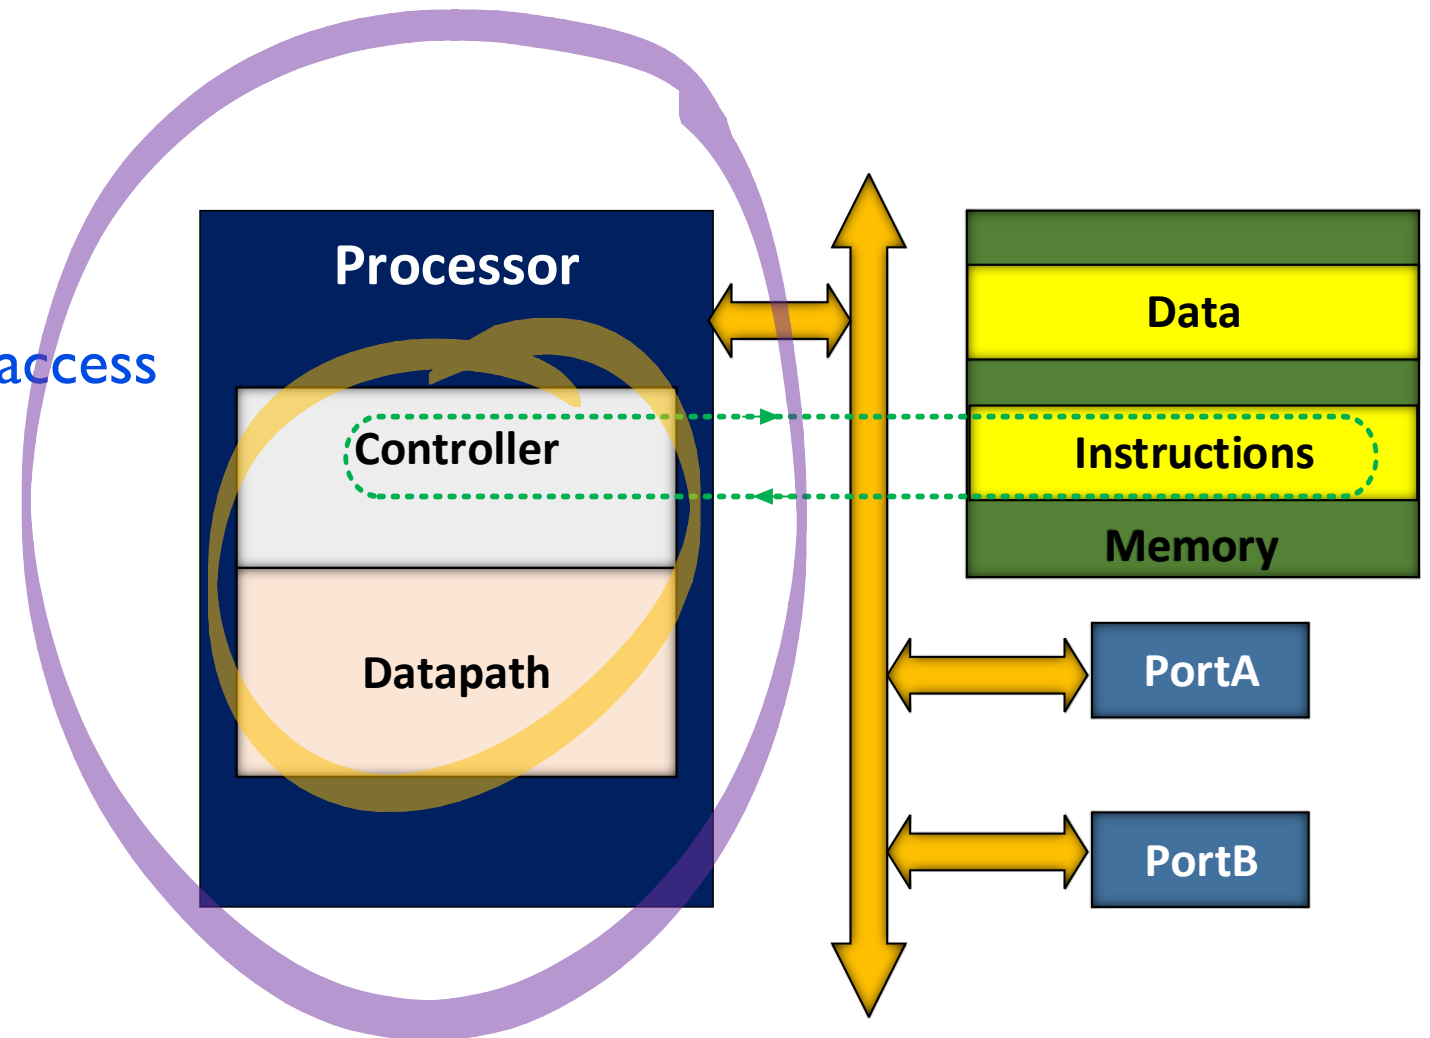 Processor
access
Controller
Datapath
Data
Instructions
Memory
PortA
PortB